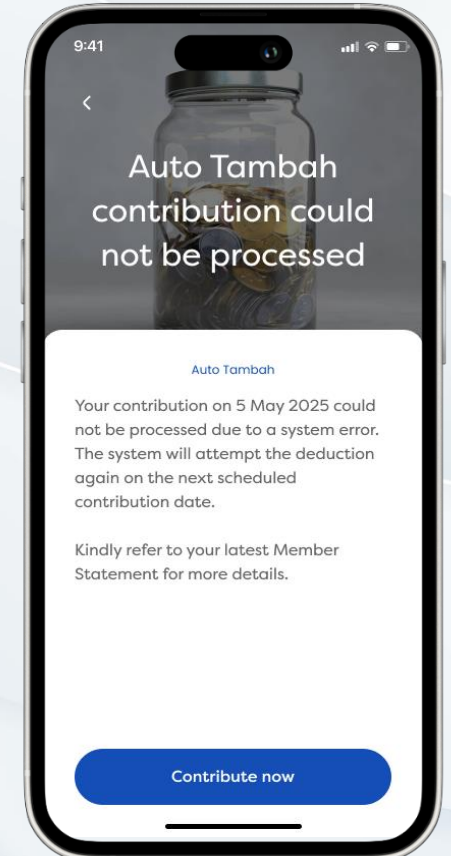 9:41
Auto Tambah
contribution could
not be processed
Auto Tambah
Your contribution on 5 May 2025 could
not be processed due to a system error.
The system will attempt the deduction
again on the next scheduled
contribution date.
Kindly refer to your latest Member
Statement for more details.
Contribute now